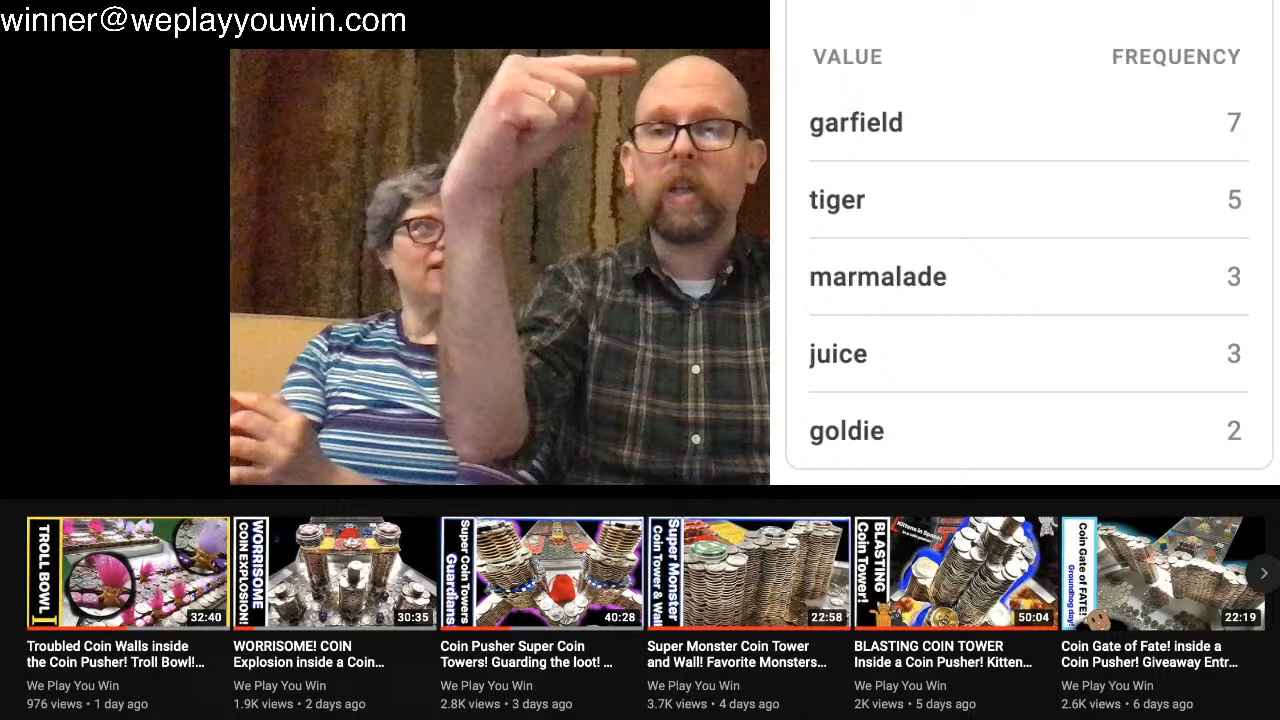 winner@weplayyouwin.com
VALUE FREQUENCY
garfield 7
tiger 5
marmalade 3
juice 3
goldie 2
TROLL BOWL
32:40
WORRISOME
COIN EXPLOSION!
30:35
Super Coin Towers
Guardians
40:28
Super Monster
Coin Tower & Wall
22:58
BLASTING
Coin Tower!
Kittens in Space!
50:04
Coin Gate of FATE!
Groundhog day!
22:19
Troubled Coin Walls inside
the Coin Pusher! Troll Bowl!...
We Play You Win
976 views • 1 day ago
WORRISOME! COIN
Explosion inside a Coin...
We Play You Win
1.9K views • 2 days ago
Coin Pusher Super Coin
Towers! Guarding the loot! ...
We Play You Win
2.8K views • 3 days ago
Super Monster Coin Tower
and Wall! Favorite Monsters...
We Play You Win
3.7K views • 4 days ago
BLASTING COIN TOWER
Inside a Coin Pusher! Kitten...
We Play You Win
2K views • 5 days ago
Coin Gate of Fate! inside a
Coin Pusher! Giveaway Entr...
We Play You Win
2.6K views • 6 days ago